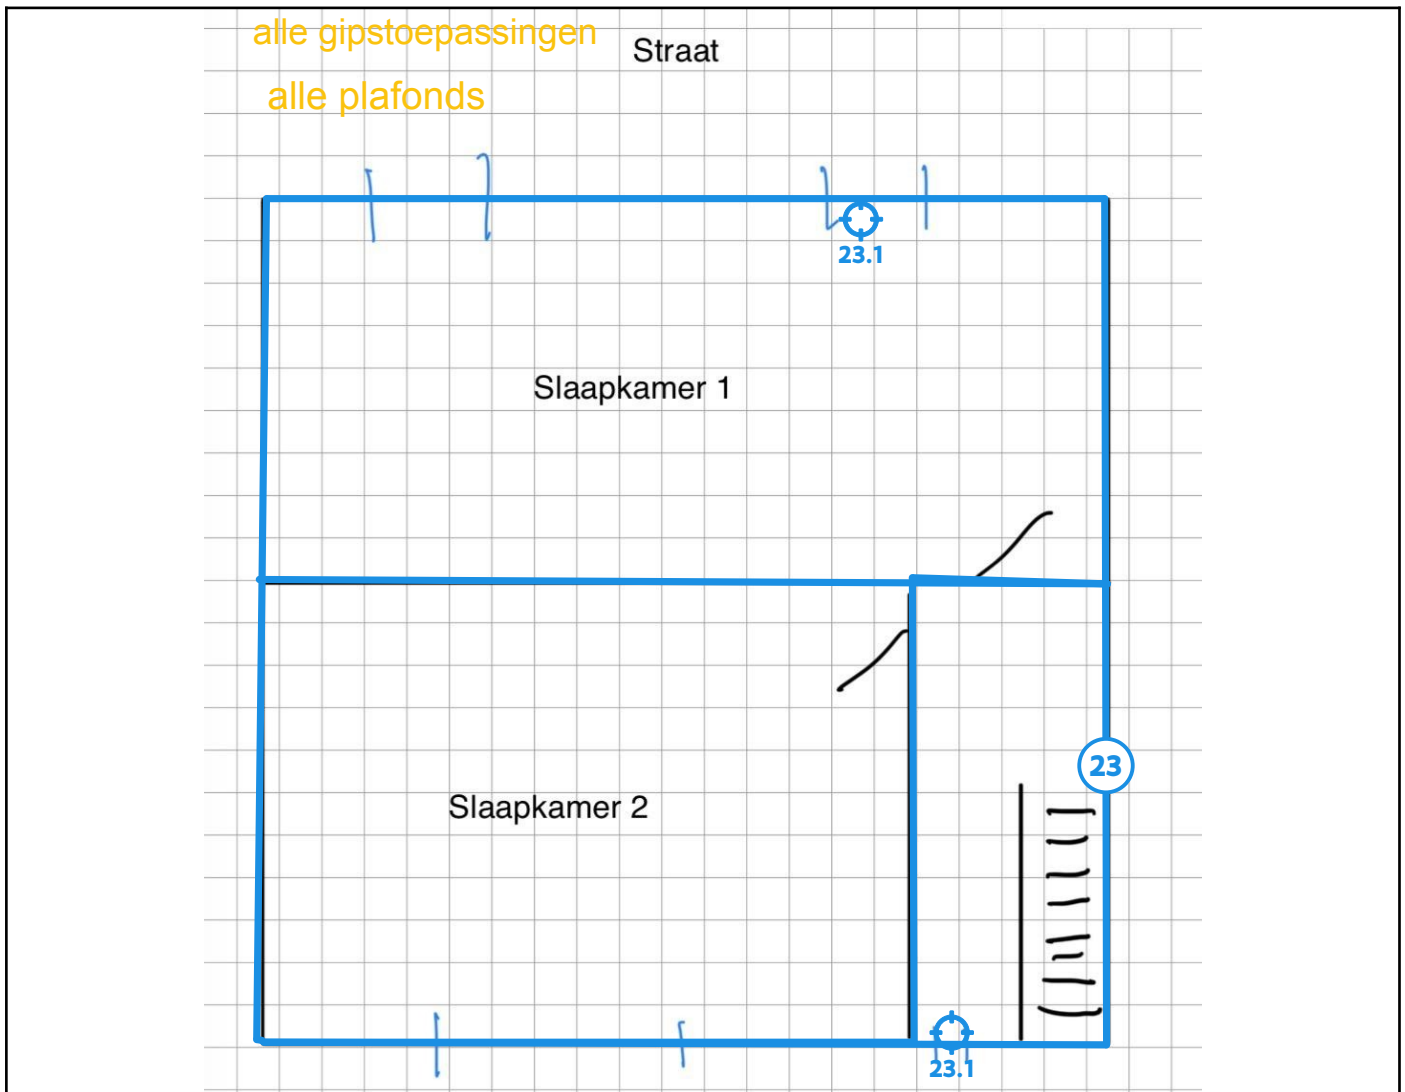 alle gipstoepassingen
Straat
alle plafonds
23.1
Slaapkamer 1
23
Slaapkamer 2
23.1